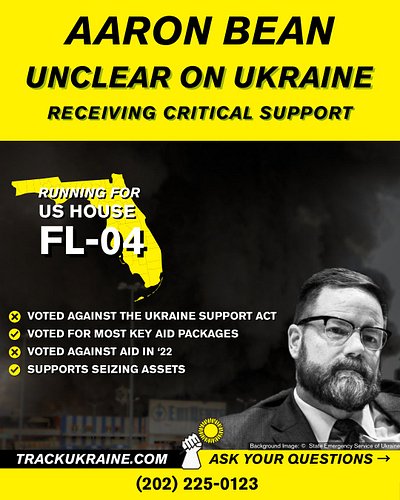 AARON BEAN
UNCLEAR ON UKRAINE
RECEIVING CRITICAL SUPPORT
RUNNING FOR
US HOUSE
FL-04
VOTED AGAINST THE UKRAINE SUPPORT ACT
VOTED FOR MOST KEY AID PACKAGES
VOTED AGAINST AID IN ‘22
SUPPORTS SEIZING ASSETS
Background Image: © State Emergency Service of Ukraine
TRACKUKRAINE.COM
ASK YOUR QUESTIONS →
(202) 225-0123